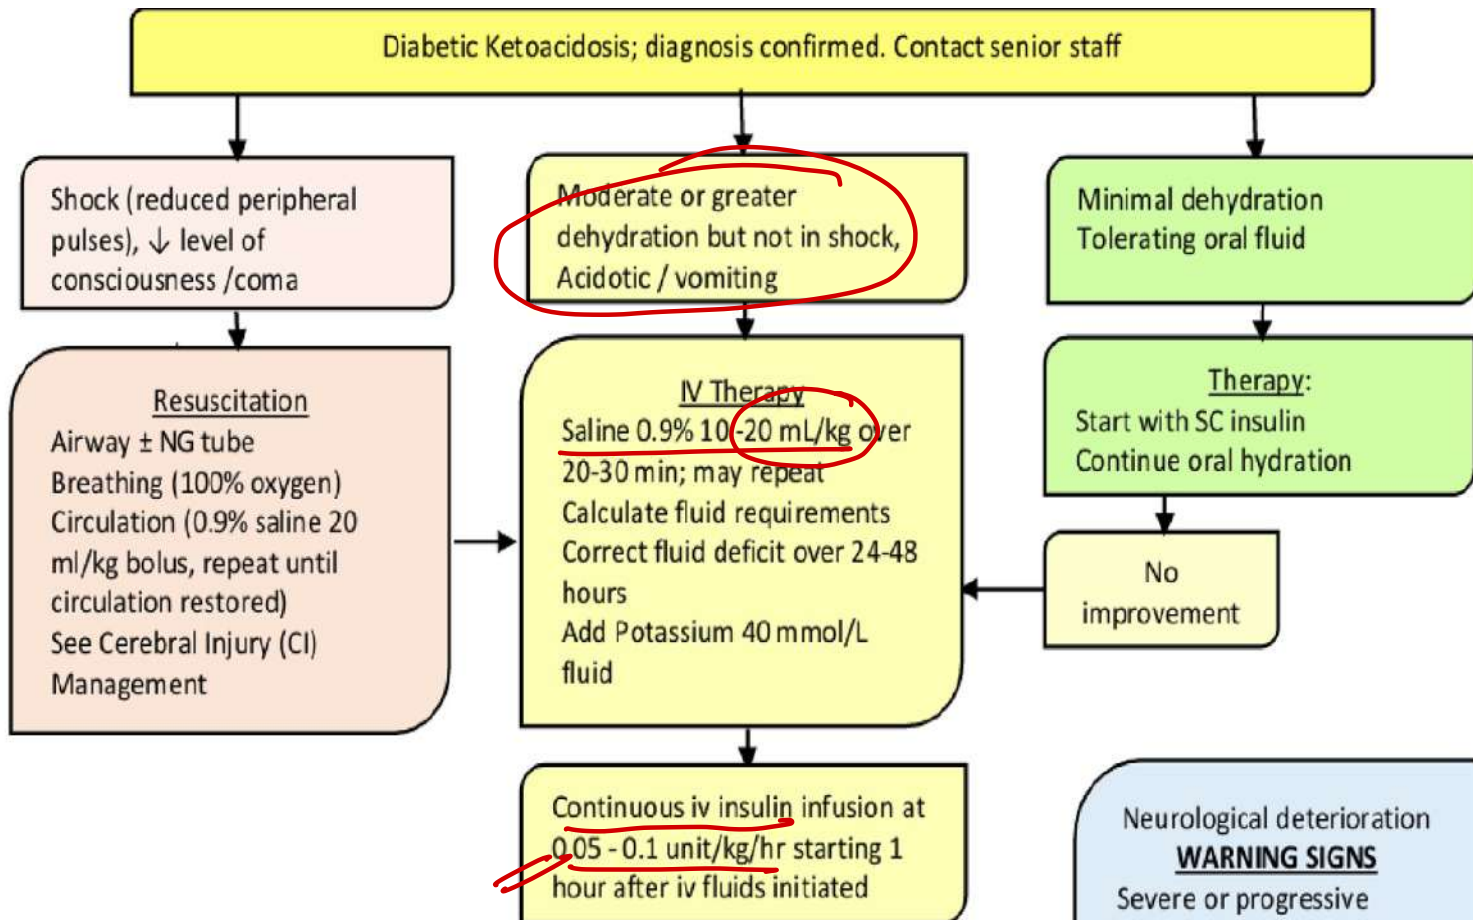 Diabetic Ketoacidosis; diagnosis confirmed. Contact senior staff
Shock (reduced peripheral
pulses), ↓ level of
consciousness /coma
Moderate or greater
dehydration but not in shock,
Acidotic / vomiting
Minimal dehydration
Tolerating oral fluid
Resuscitation
Airway ± NG tube
Breathing (100% oxygen)
Circulation (0.9% saline 20
ml/kg bolus, repeat until
circulation restored)
See Cerebral Injury (CI)
Management
IV Therapy
Saline 0.9% 10-20 mL/kg over
20-30 min; may repeat
Calculate fluid requirements
Correct fluid deficit over 24-48
hours
Add Potassium 40 mmol/L
fluid
Therapy:
Start with SC insulin
Continue oral hydration
No
improvement
Continuous iv insulin infusion at
0.05 - 0.1 unit/kg/hr starting 1
hour after iv fluids initiated
Neurological deterioration
WARNING SIGNS
Severe or progressive